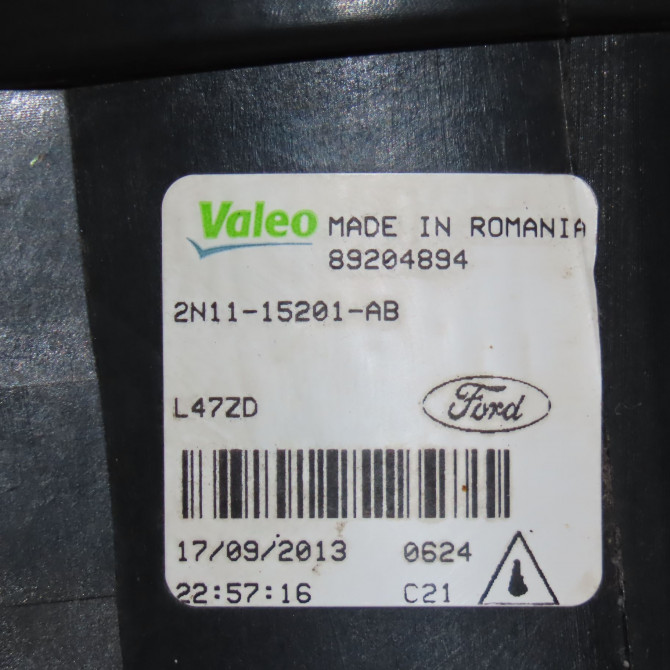 Valeo MADE IN ROMANIA
89204894
2N11-15201-AB
L47ZD Ford
17/09/2013 0624
22:57:16 C21